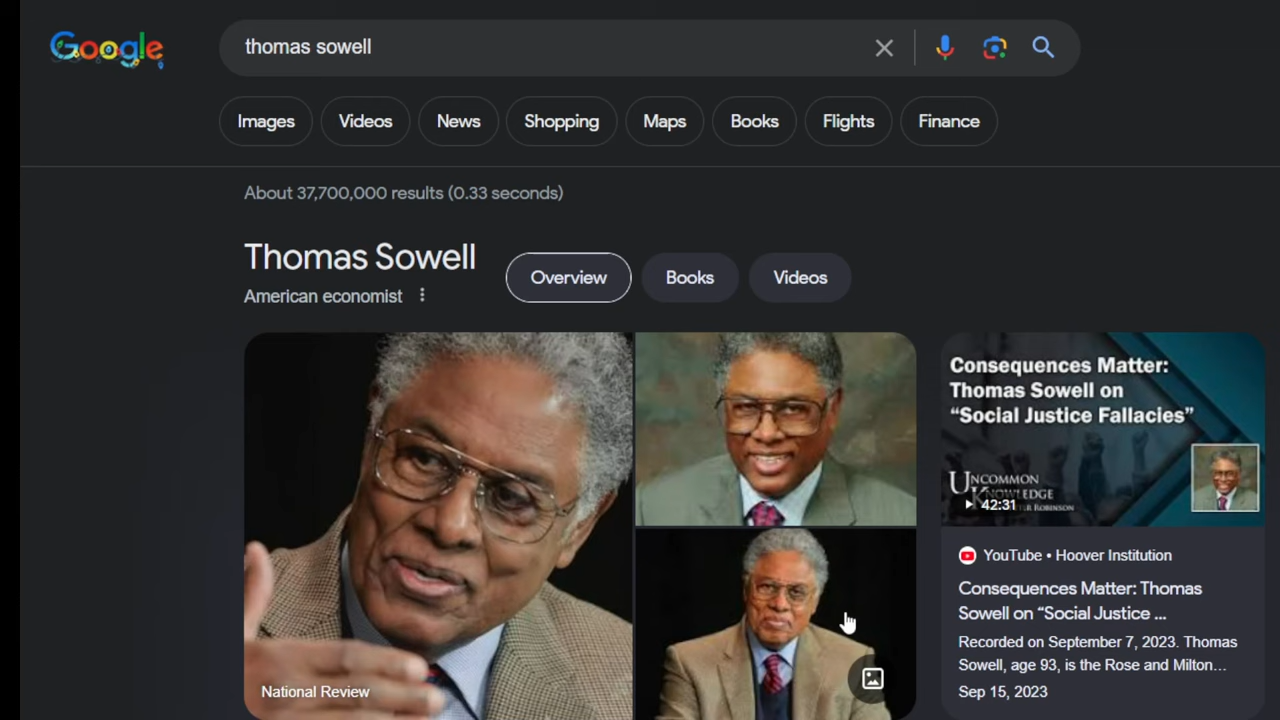 Google
thomas sowell
Images
Videos
News
Shopping
Maps
Books
Flights
Finance
About 37,700,000 results (0.33 seconds)
Thomas Sowell
American economist
Overview
Books
Videos
National Review
Consequences Matter:
Thomas Sowell on
“Social Justice Fallacies”
UNCOMMON
KNOWLEDGE
42:31
ROBINSON
YouTube • Hoover Institution
Consequences Matter: Thomas
Sowell on “Social Justice ...
Recorded on September 7, 2023. Thomas
Sowell, age 93, is the Rose and Milton...
Sep 15, 2023